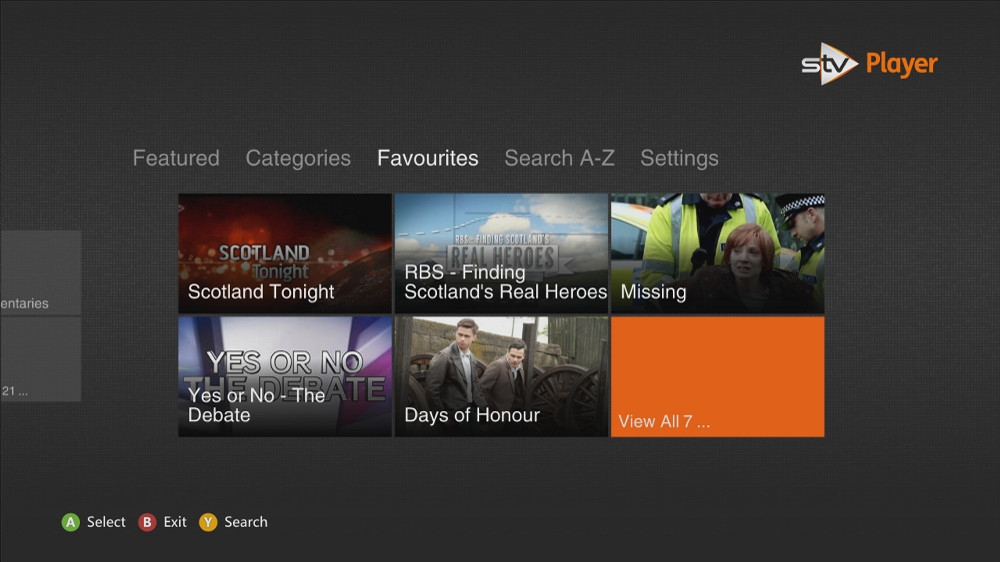 stv Player
Featured Categories Favourites Search A-Z Settings
SCOTLAND
Tonight
Scotland Tonight
RBS - FINDING SCOTLAND'S
REAL HEROES
RBS - Finding
Scotland's Real Heroes
Missing
entaries
21 ...
YES OR NO
THE DEBATE
Yes or No - The
Debate
Days of Honour
View All 7 ...
A Select B Exit Y Search